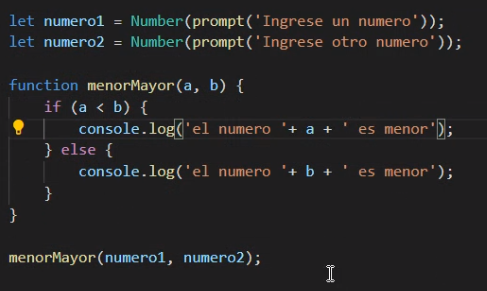 let numero1 = Number(prompt('Ingrese un numero'));
let numero2 = Number(prompt('Ingrese otro numero'));

function menorMayor(a, b) {
    if (a < b) {
        console.log('el numero '+ a + ' es menor');
    } else {
        console.log('el numero '+ b + ' es menor');
    }
}

menorMayor(numero1, numero2);